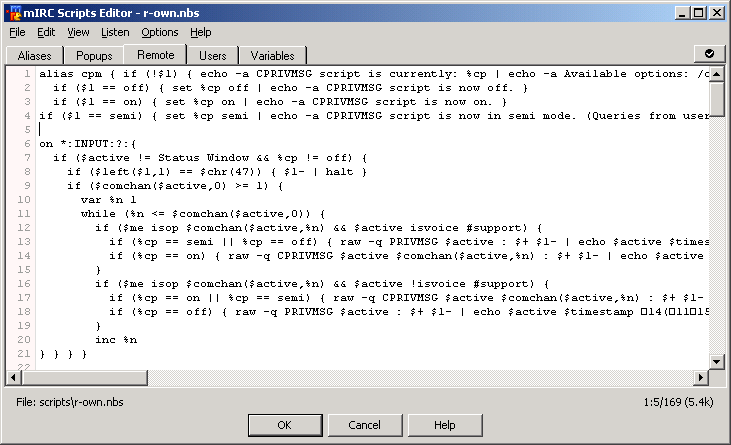 mIRC Scripts Editor - r-own.nbs
File Edit View Listen Options Help
Aliases Popups Remote Users Variables
1 alias cpm { if (!$1) { echo -a CPRIVMSG script is currently: %cp | echo -a Available options: /c
2 if ($1 == off) { set %cp off | echo -a CPRIVMSG script is now off. }
3 if ($1 == on) { set %cp on | echo -a CPRIVMSG script is now on. }
4 if ($1 == semi) { set %cp semi | echo -a CPRIVMSG script is now in semi mode. (Queries from user
5
6 on *:INPUT:?:{
7 if ($active != Status Window && %cp != off) {
8 if ($left($1,1) == $chr(47)) { $1- | halt }
9 if ($comchan($active,0) >= 1) {
10 var %n 1
11 while (%n <= $comchan($active,0)) {
12 if ($me isop $comchan($active,%n) && $active isvoice #support) {
13 if (%cp == semi || %cp == off) { raw -q PRIVMSG $active : $+ $1- | echo $active $times
14 if (%cp == on) { raw -q CPRIVMSG $active $comchan($active,%n) : $+ $1- | echo $active
15 }
16 if ($me isop $comchan($active,%n) && $active !isvoice #support) {
17 if (%cp == on || %cp == semi) { raw -q CPRIVMSG $active $comchan($active,%n) : $+ $1-
18 if (%cp == off) { raw -q PRIVMSG $active : $+ $1- | echo $active $timestamp □14(□11□15
19 }
20 inc %n
21 } } } }
22
File: scripts\r-own.nbs 1:5/169 (5.4k)
OK Cancel Help